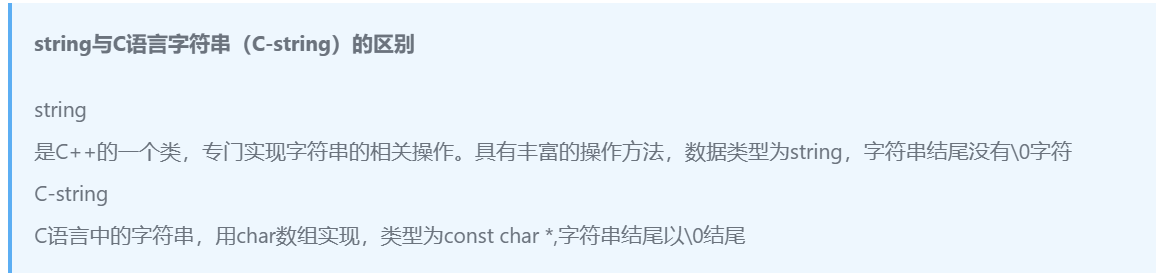 string与C语言字符串（C-string）的区别
string
是C++的一个类，专门实现字符串的相关操作。具有丰富的操作方法，数据类型为string，字符串结尾没有\0字符
C-string
C语言中的字符串，用char数组实现，类型为const char *,字符串结尾以\0结尾